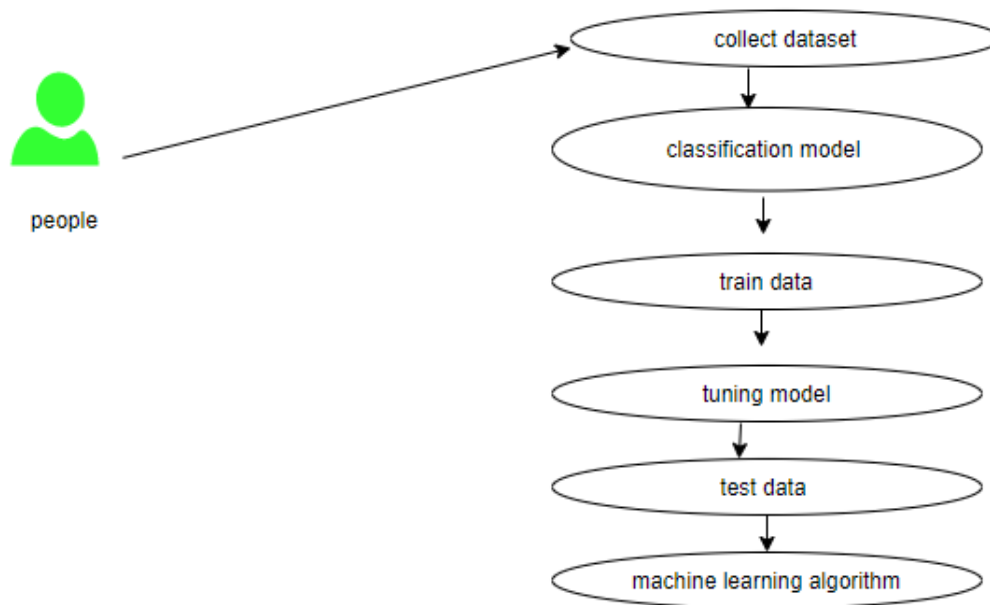 collect dataset
classification model
people
train data
tuning model
test data
machine learning algorithm